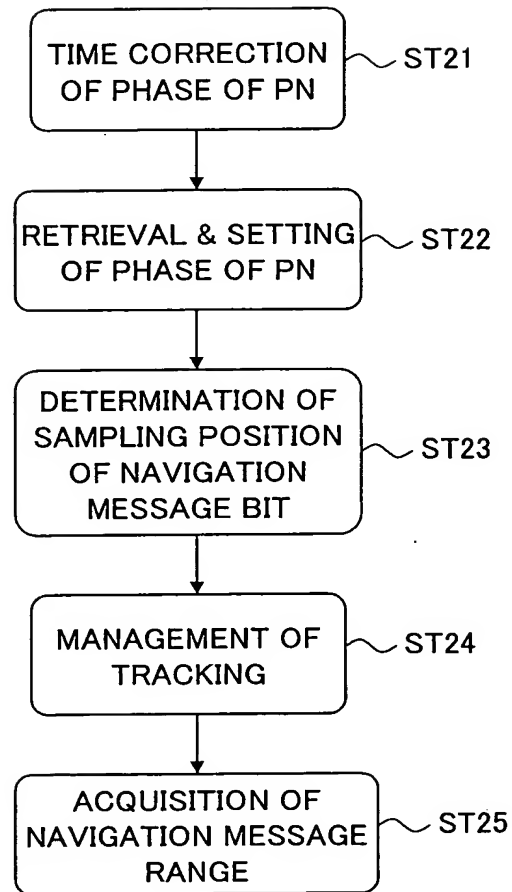 TIME CORRECTION
OF PHASE OF PN
ST21
RETRIEVAL & SETTING
OF PHASE OF PN
ST22
DETERMINATION OF
SAMPLING POSITION
OF NAVIGATION
MESSAGE BIT
ST23
MANAGEMENT OF
TRACKING
ST24
ACQUISITION OF
NAVIGATION MESSAGE
RANGE
ST25